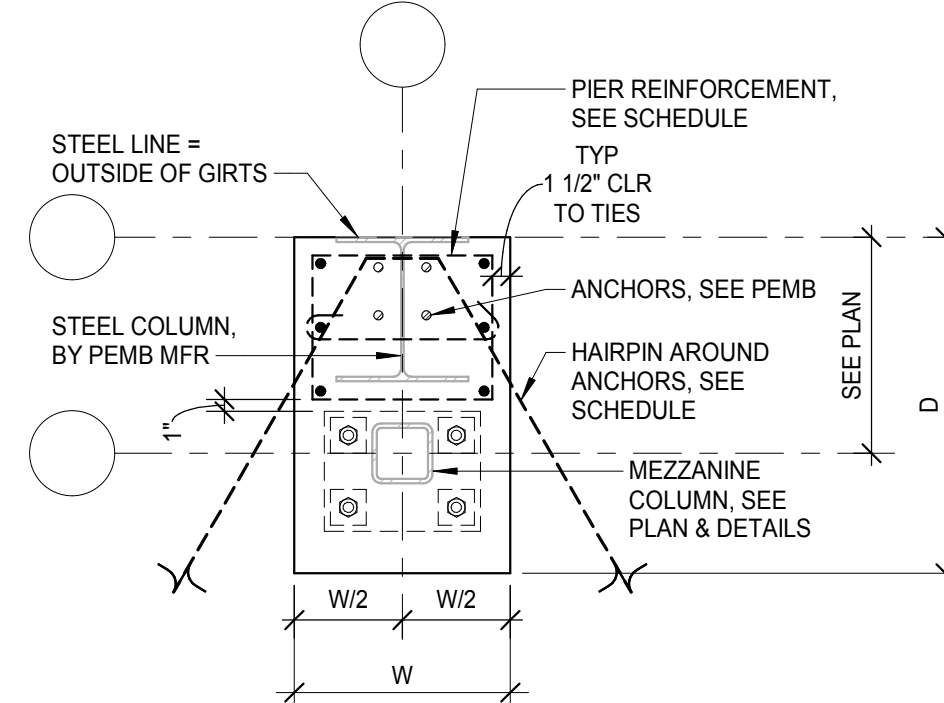 PIER REINFORCEMENT,
SEE SCHEDULE
STEEL LINE =
OUTSIDE OF GIRTS
TYP
1 1/2" CLR
TO TIES
ANCHORS, SEE PEMB
STEEL COLUMN,
BY PEMB MFR
HAIRPIN AROUND
ANCHORS, SEE
SCHEDULE
SEE PLAN
D
1"
MEZZANINE
COLUMN, SEE
PLAN & DETAILS
W/2
W/2
W